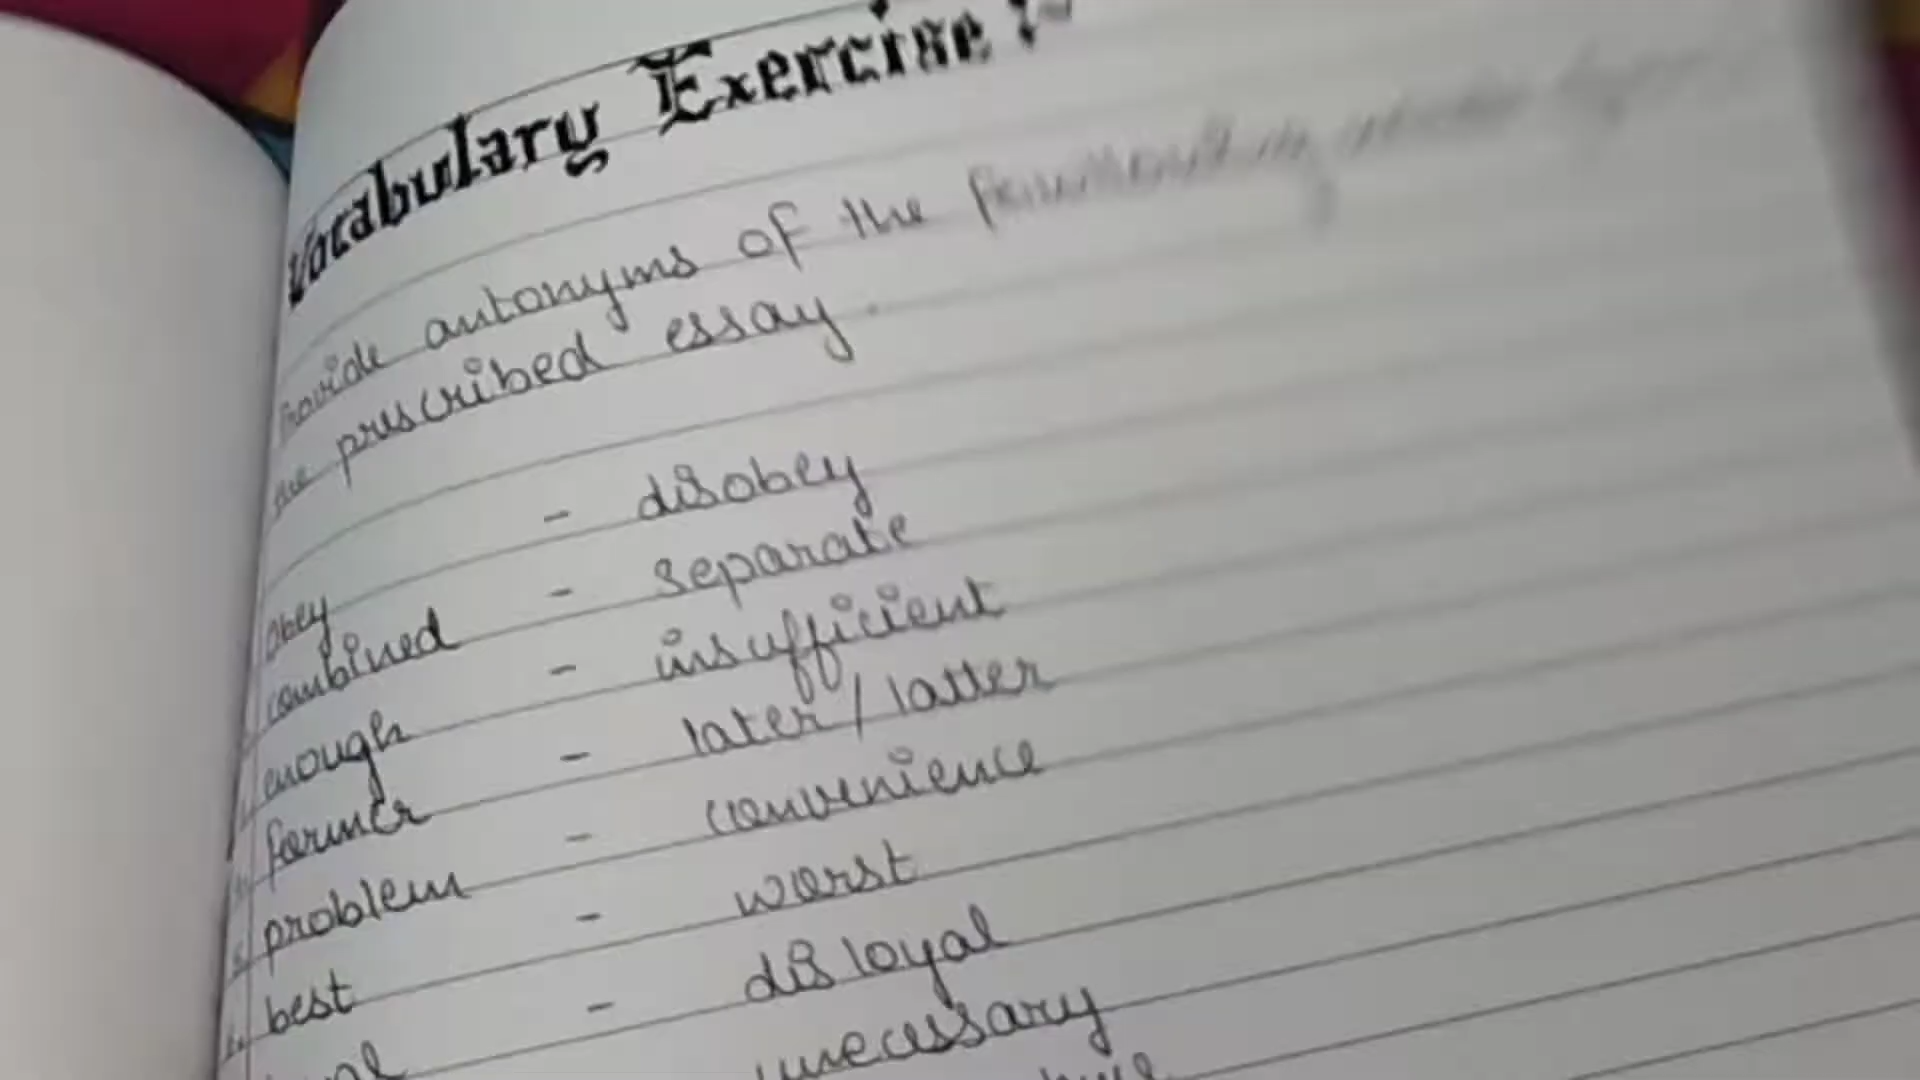 Vocabulary Exercise :-
Provide antonyms of the
the prescribed essay.
obey - disobey
combined - separate
enough - insufficient
former - later / latter
problem - convenience
best - worst
- disloyal
unnecessary